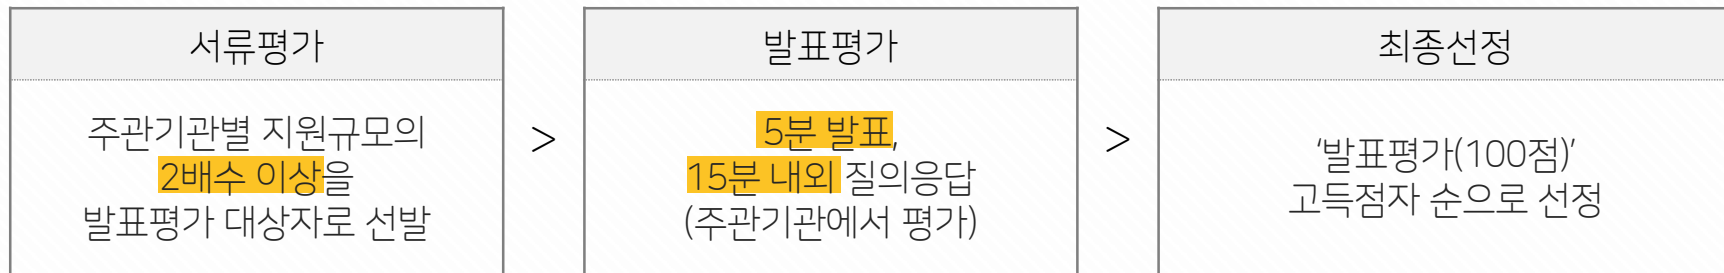 서류평가
주관기관별 지원규모의
2배수 이상을
발표평가 대상자로 선발
>
발표평가
5분 발표,
15분 내외 질의응답
(주관기관에서 평가)
>
최종선정
‘발표평가(100점)’
고득점자 순으로 선정